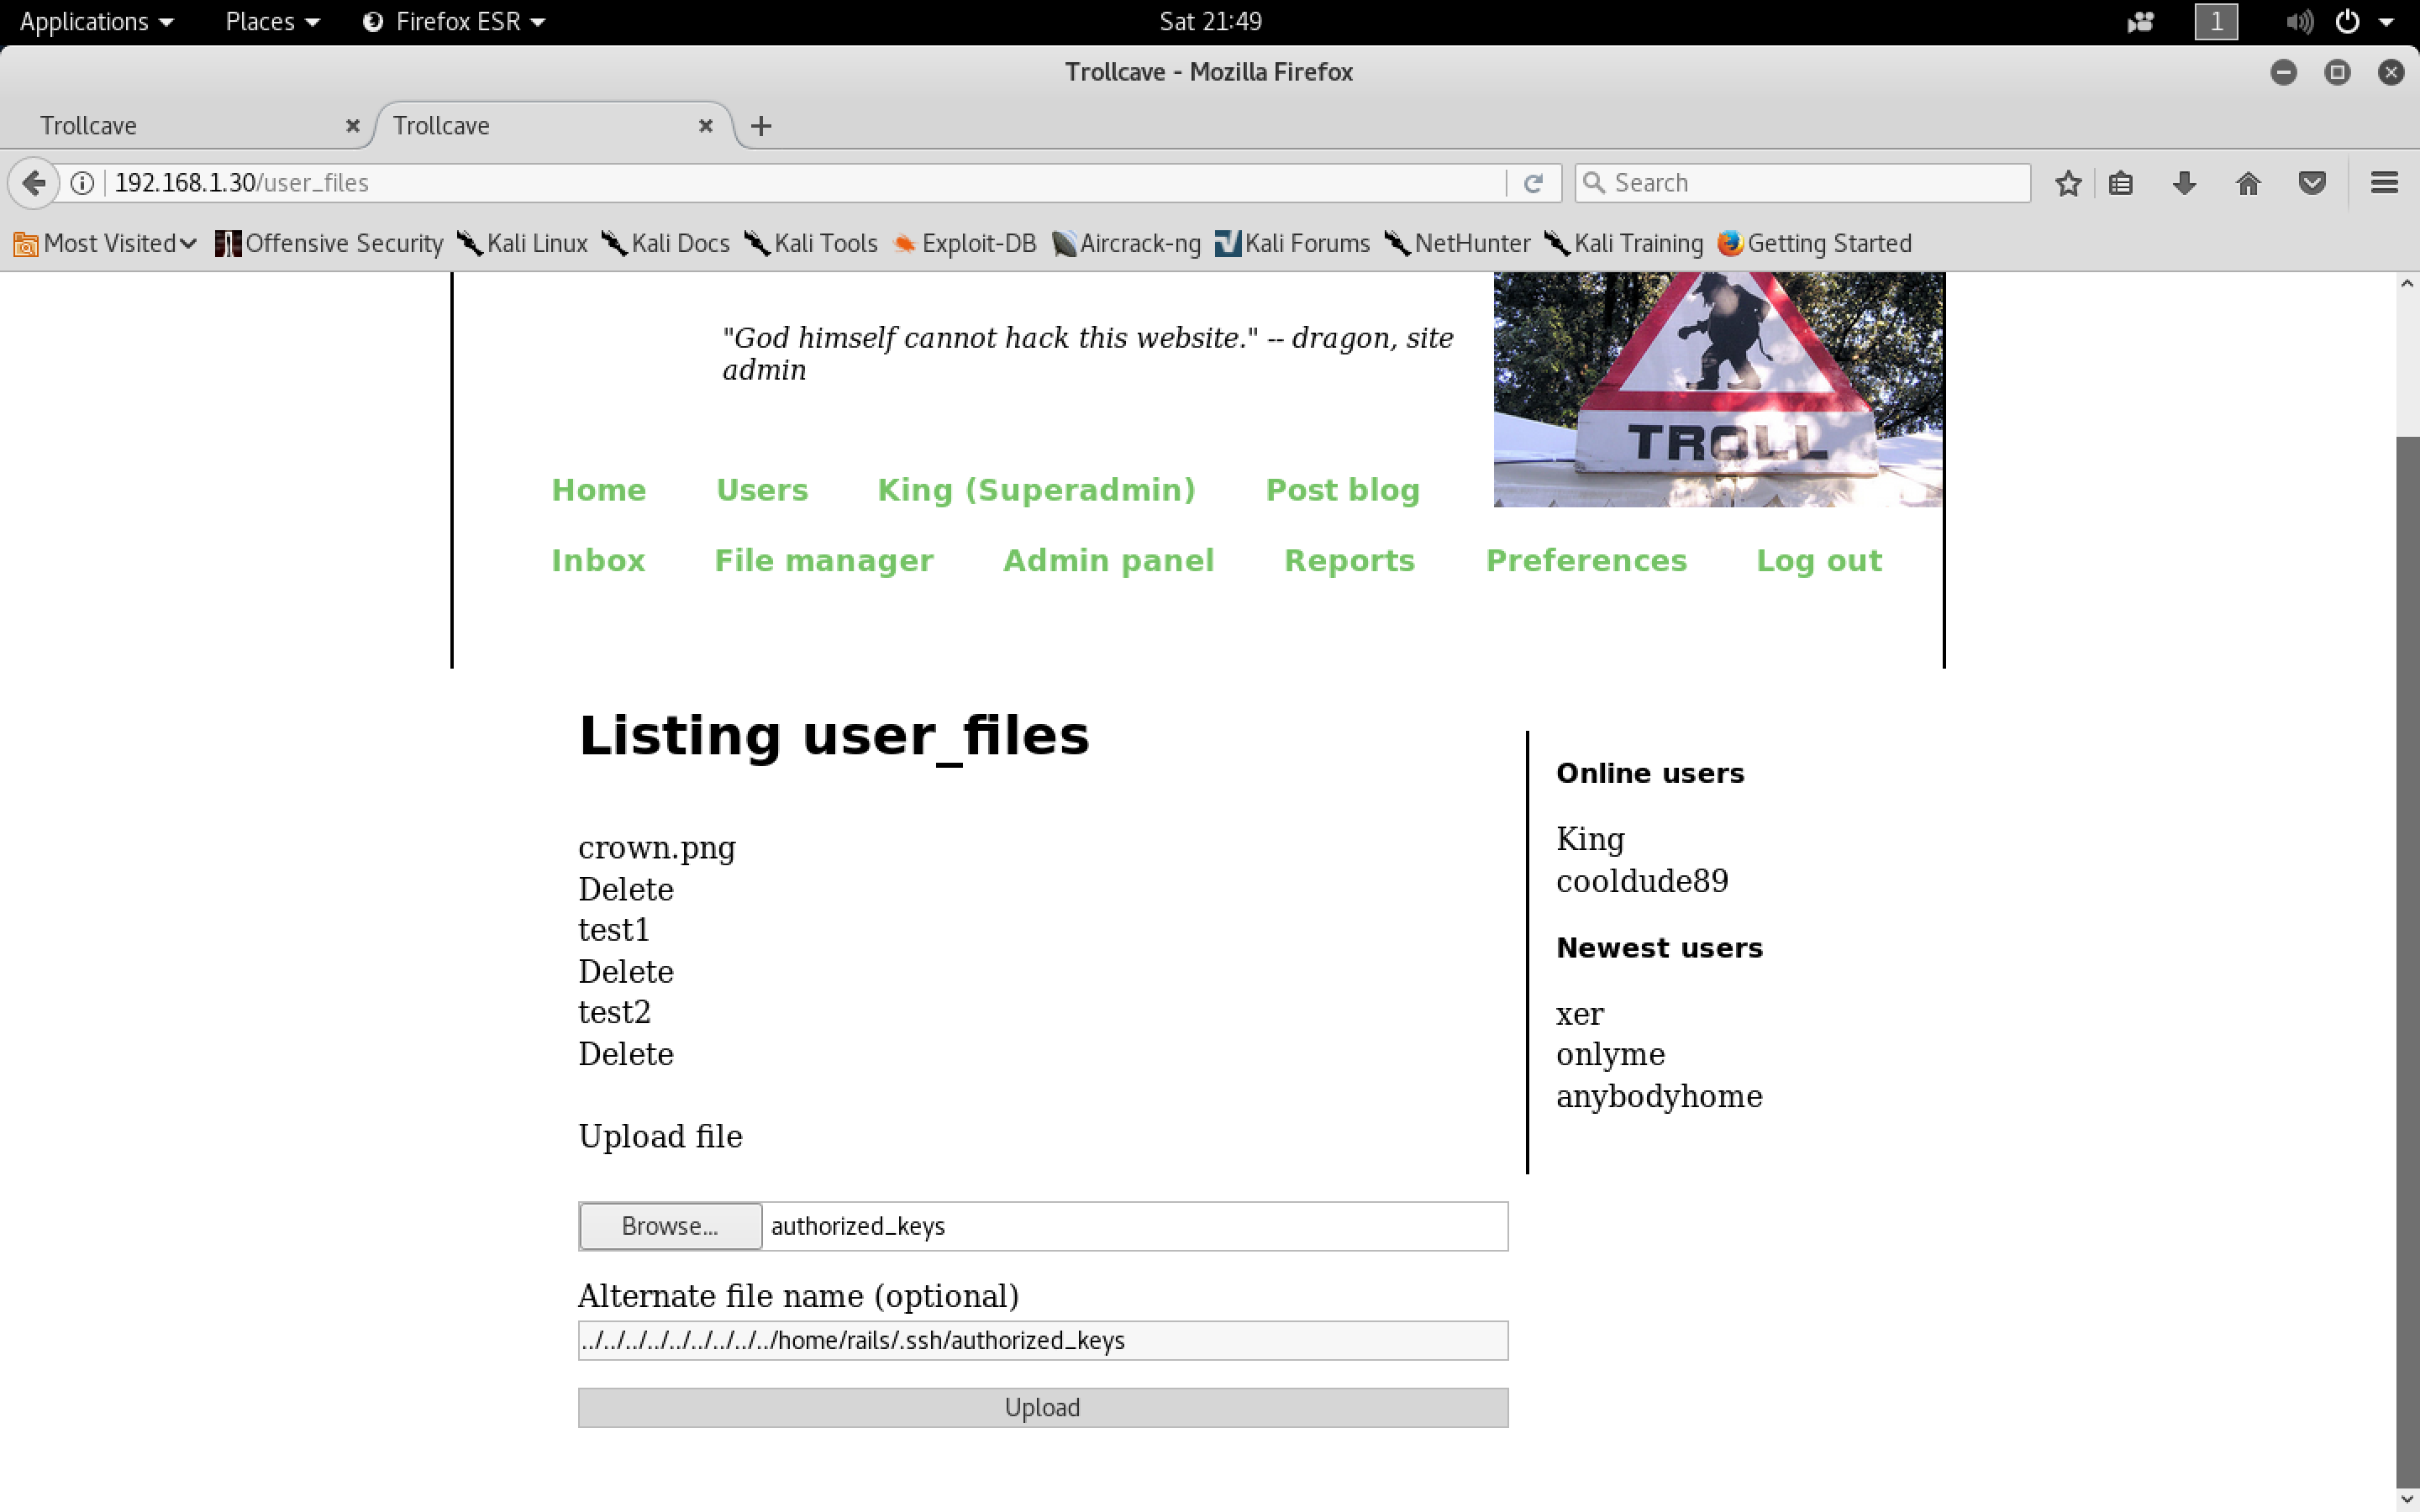 Applications Places Firefox ESR Sat 21:49 1
Trollcave - Mozilla Firefox
Trollcave Trollcave
192.168.1.30/user_files Search
Most Visited Offensive Security Kali Linux Kali Docs Kali Tools Exploit-DB Aircrack-ng Kali Forums NetHunter Kali Training Getting Started
"God himself cannot hack this website." -- dragon, site
admin
TROLL
Home Users King (Superadmin) Post blog
Inbox File manager Admin panel Reports Preferences Log out
Listing user_files
crown.png
Delete
test1
Delete
test2
Delete
Upload file
Browse... authorized_keys
Alternate file name (optional)
../../../../../../../../../home/rails/.ssh/authorized_keys
Upload
Online users
King
cooldude89
Newest users
xer
onlyme
anybodyhome